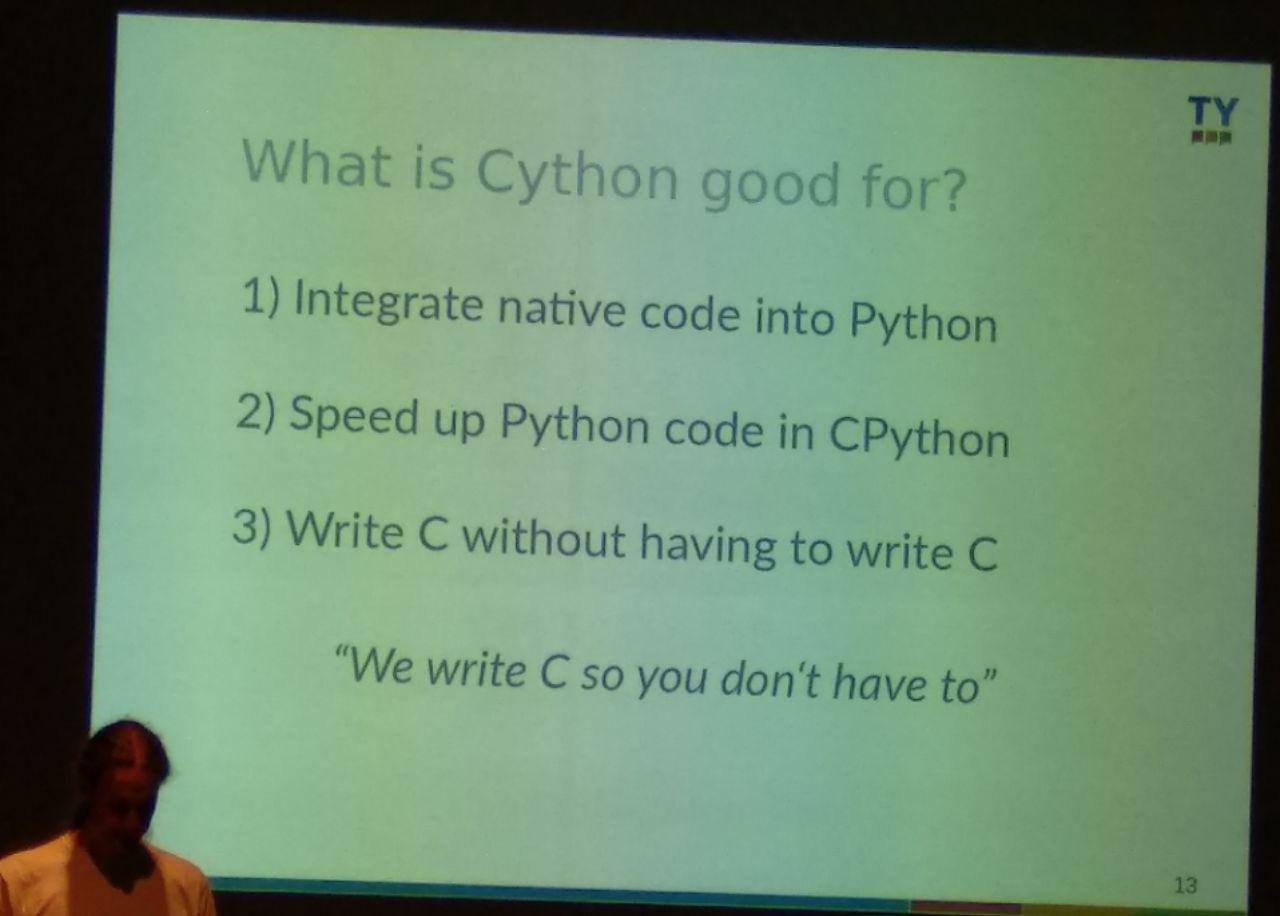 TY
What is Cython good for?
1) Integrate native code into Python
2) Speed up Python code in CPython
3) Write C without having to write C
“We write C so you don‘t have to”
13